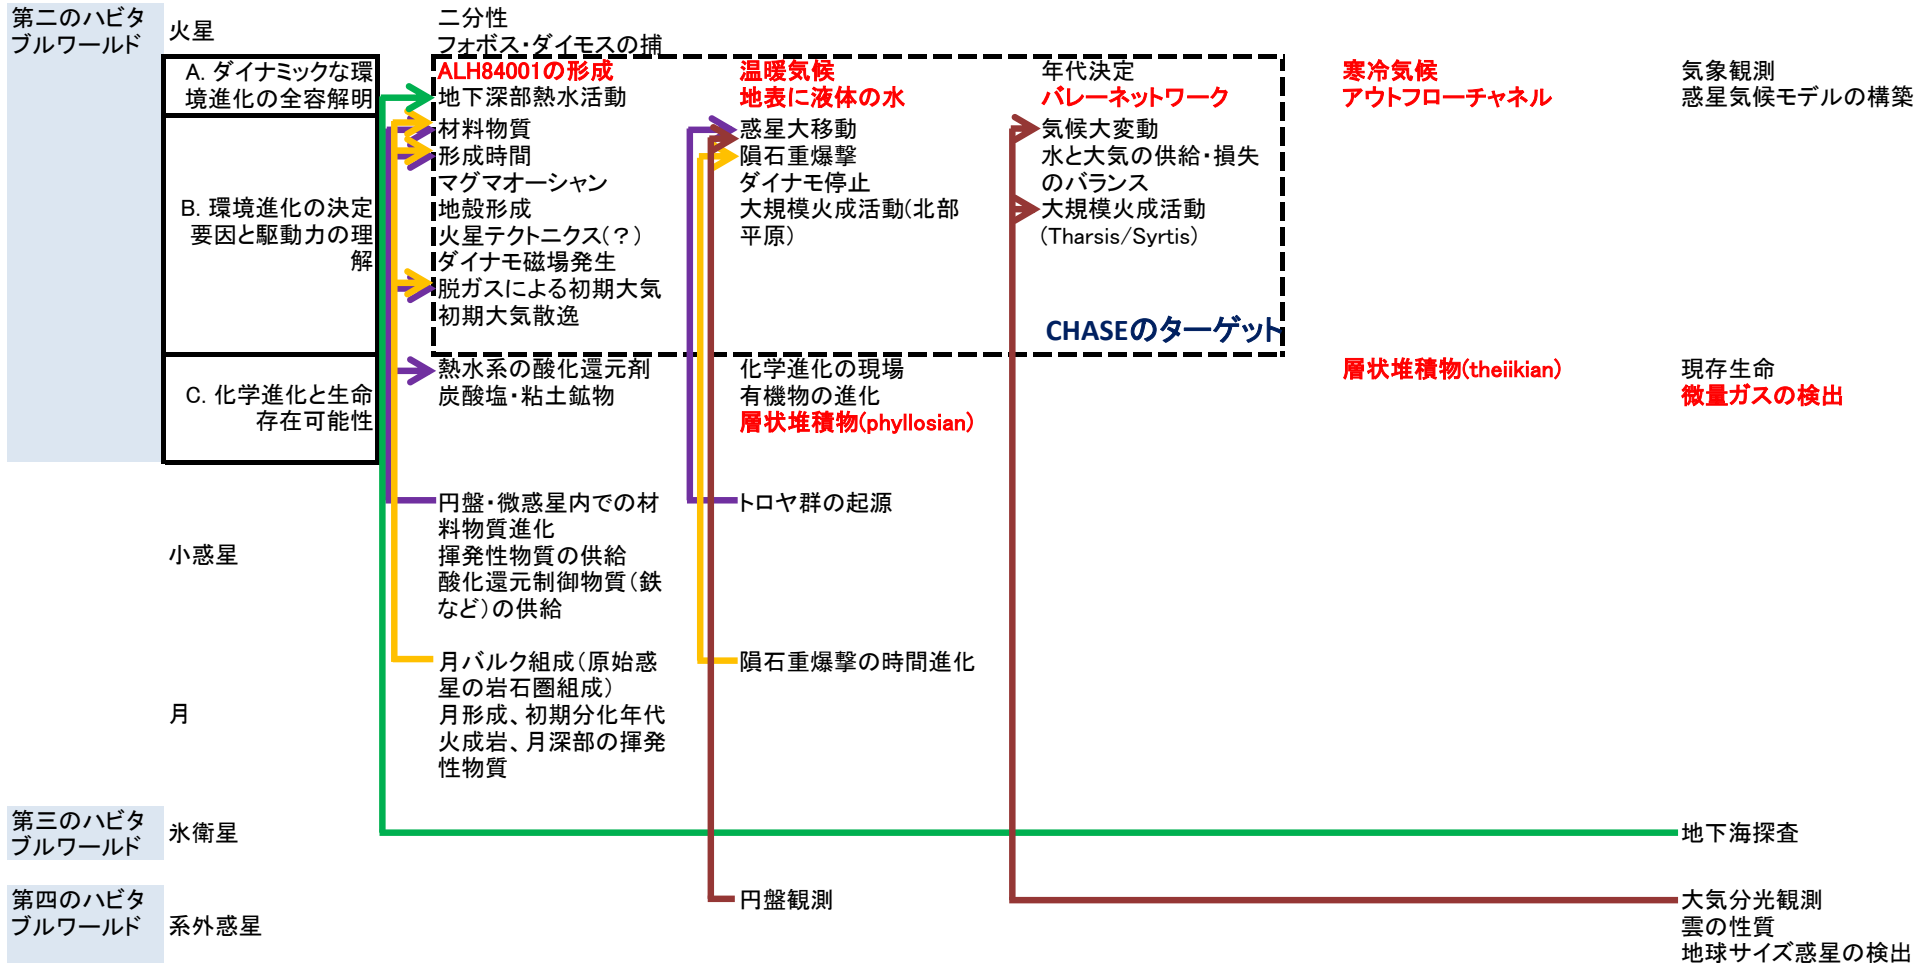 第二のハビタ
ブルワールド
火星
二分性
フォボス・ダイモスの捕
A. ダイナミックな環
境進化の全容解明
ALH84001の形成
地下深部熱水活動
温暖気候
地表に液体の水
年代決定
バレーネットワーク
寒冷気候
アウトフローチャネル
気象観測
惑星気候モデルの構築
B. 環境進化の決定
要因と駆動力の理
解
材料物質
形成時間
マグマオーシャン
地殻形成
火星テクトニクス(？)
ダイナモ磁場発生
脱ガスによる初期大気
初期大気散逸
惑星大移動
隕石重爆撃
ダイナモ停止
大規模火成活動(北部
平原)
気候大変動
水と大気の供給・損失
のバランス
大規模火成活動
(Tharsis/Syrtis)
CHASEのターゲット
C. 化学進化と生命
存在可能性
熱水系の酸化還元剤
炭酸塩・粘土鉱物
化学進化の現場
有機物の進化
層状堆積物(phyllosian)
層状堆積物(theiikian)
現存生命
微量ガスの検出
小惑星
円盤・微惑星内での材
料物質進化
揮発性物質の供給
酸化還元制御物質(鉄
など)の供給
トロヤ群の起源
月
月バルク組成(原始惑
星の岩石圏組成)
月形成、初期分化年代
火成岩、月深部の揮発
性物質
隕石重爆撃の時間進化
第三のハビタ
ブルワールド
氷衛星
地下海探査
第四のハビタ
ブルワールド
系外惑星
円盤観測
大気分光観測
雲の性質
地球サイズ惑星の検出